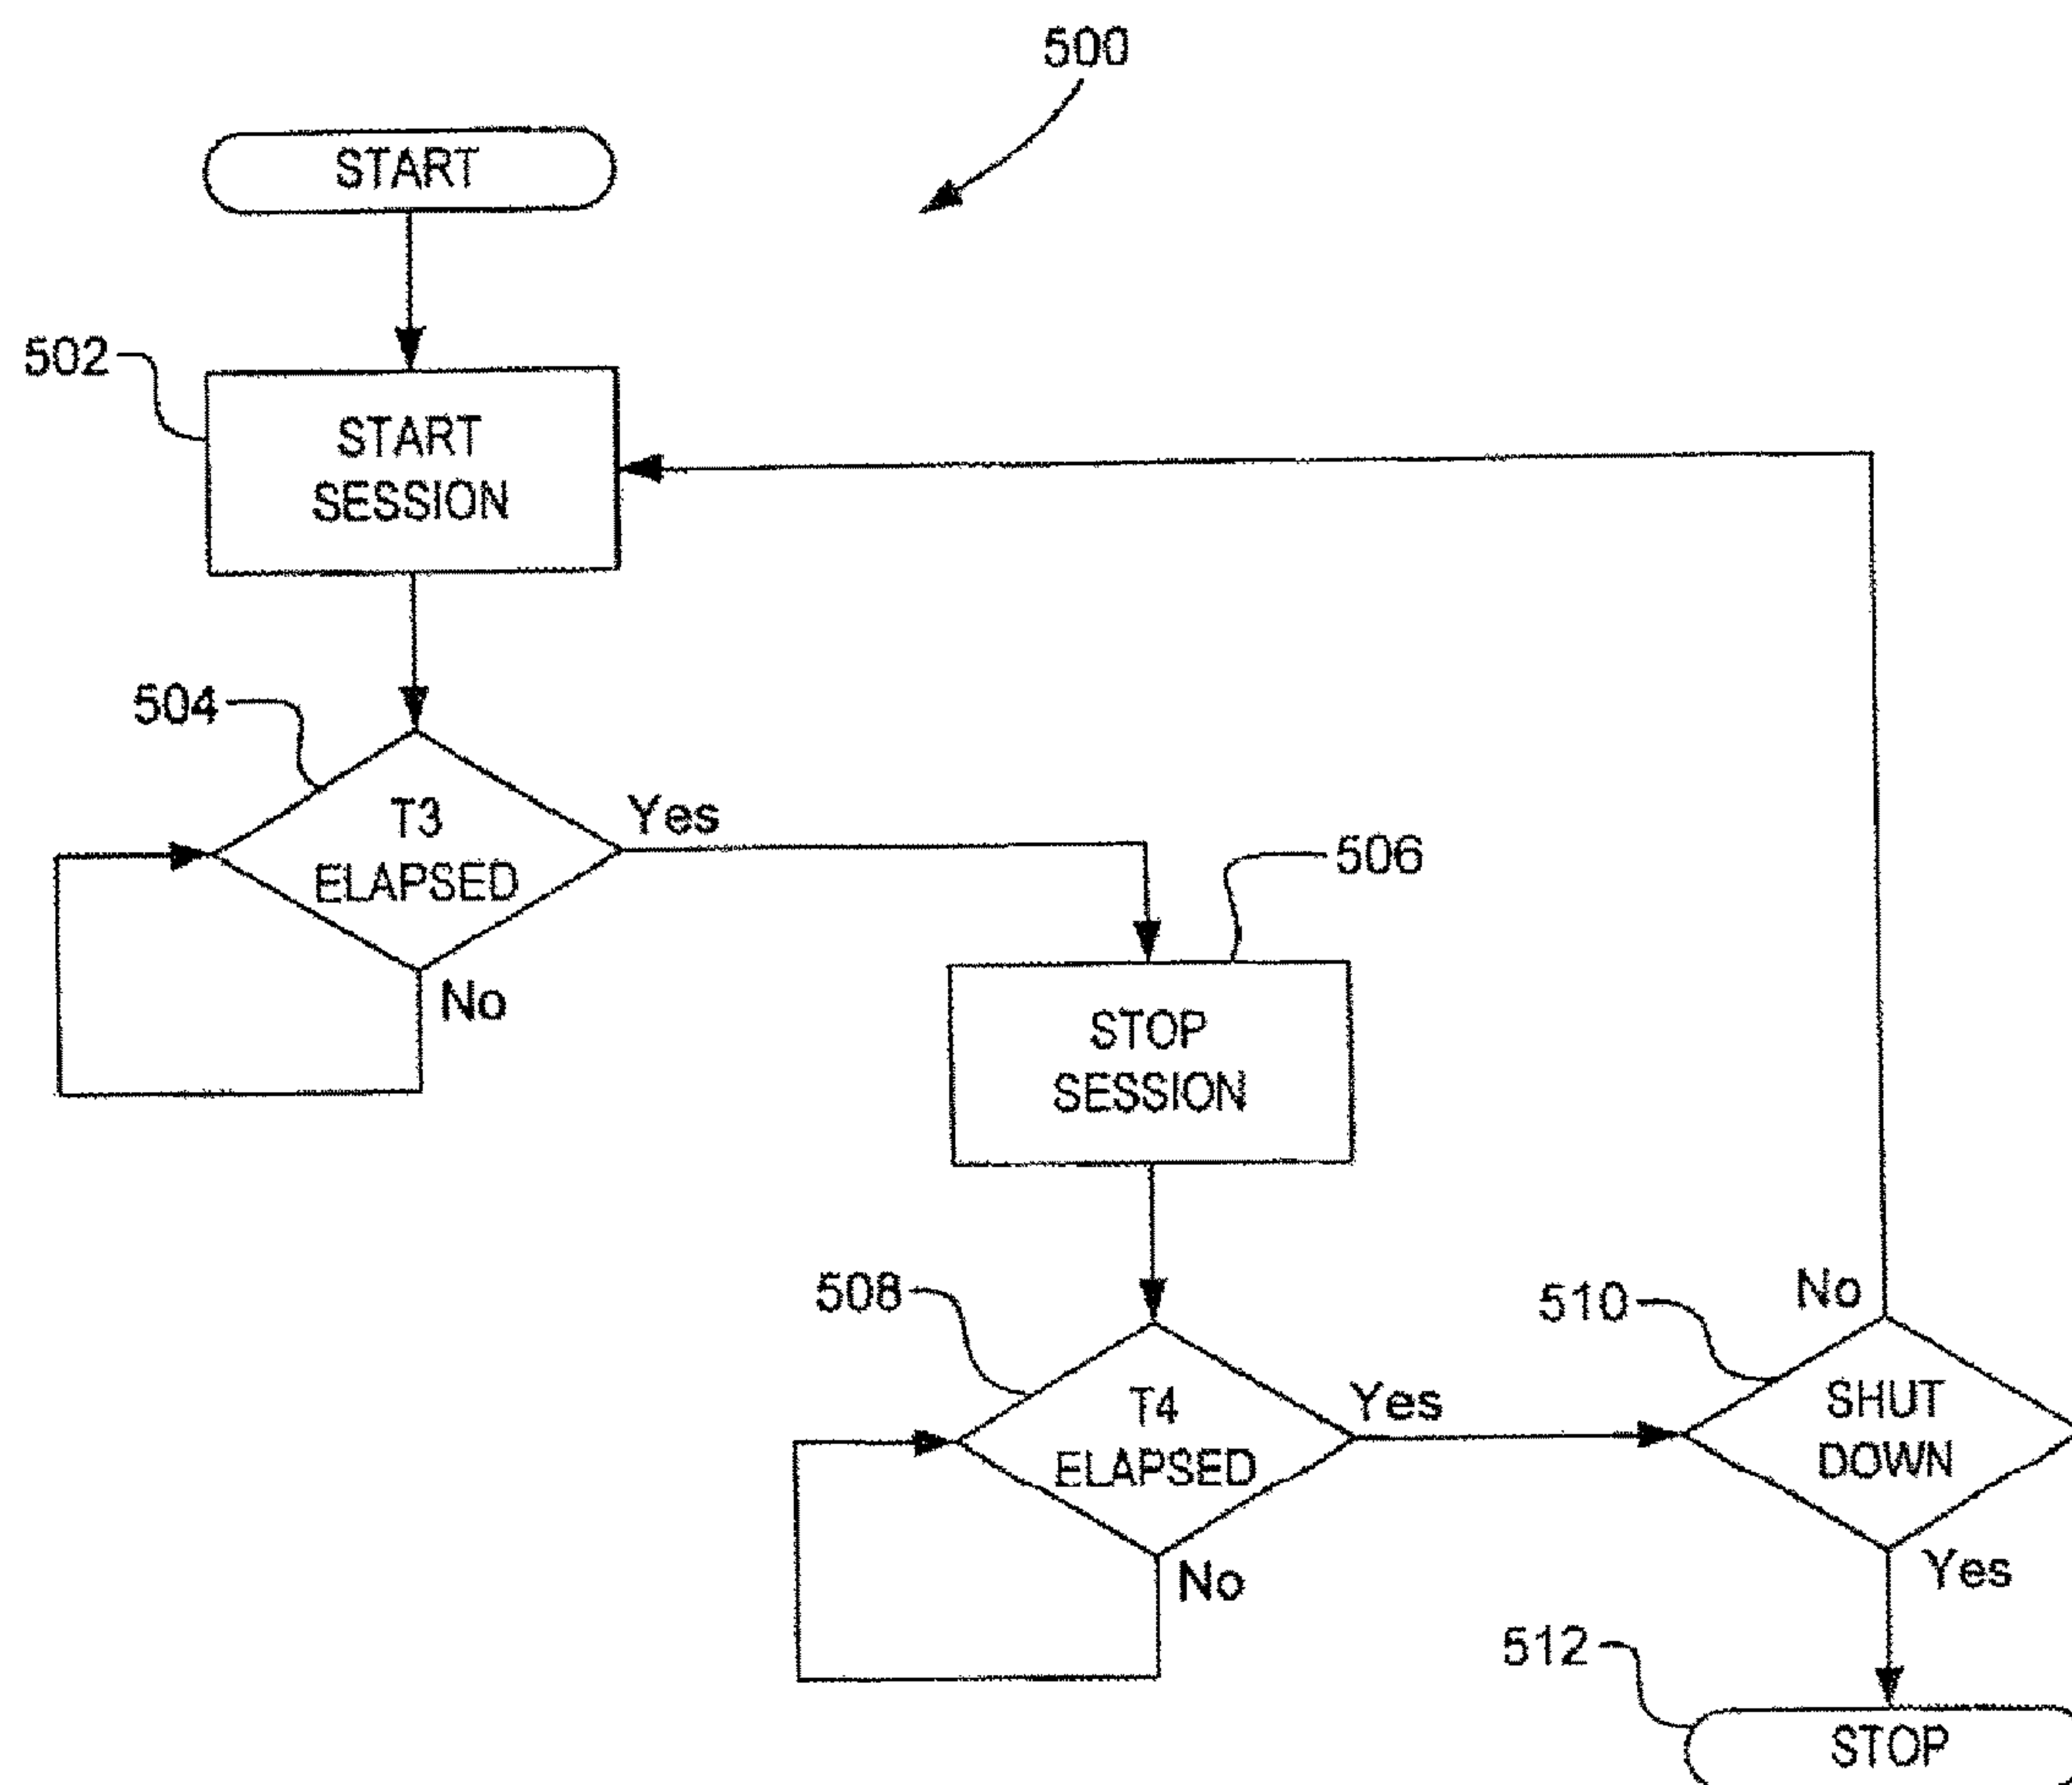 500
START
502
START
SESSION
504
T3
ELAPSED
Yes
No
506
STOP
SESSION
508
T4
ELAPSED
Yes
No
510
No
SHUT
DOWN
Yes
512
STOP